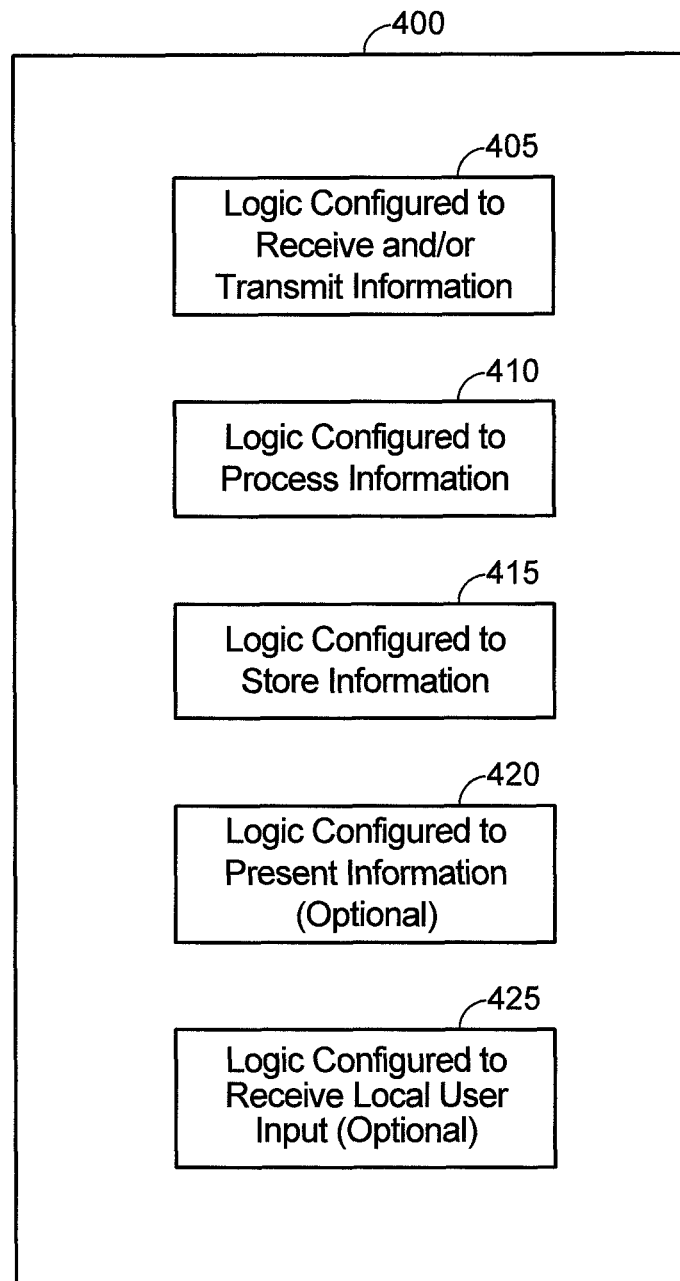 400
405
Logic Configured to
Receive and/or
Transmit Information
410
Logic Configured to
Process Information
415
Logic Configured to
Store Information
420
Logic Configured to
Present Information
(Optional)
425
Logic Configured to
Receive Local User
Input (Optional)